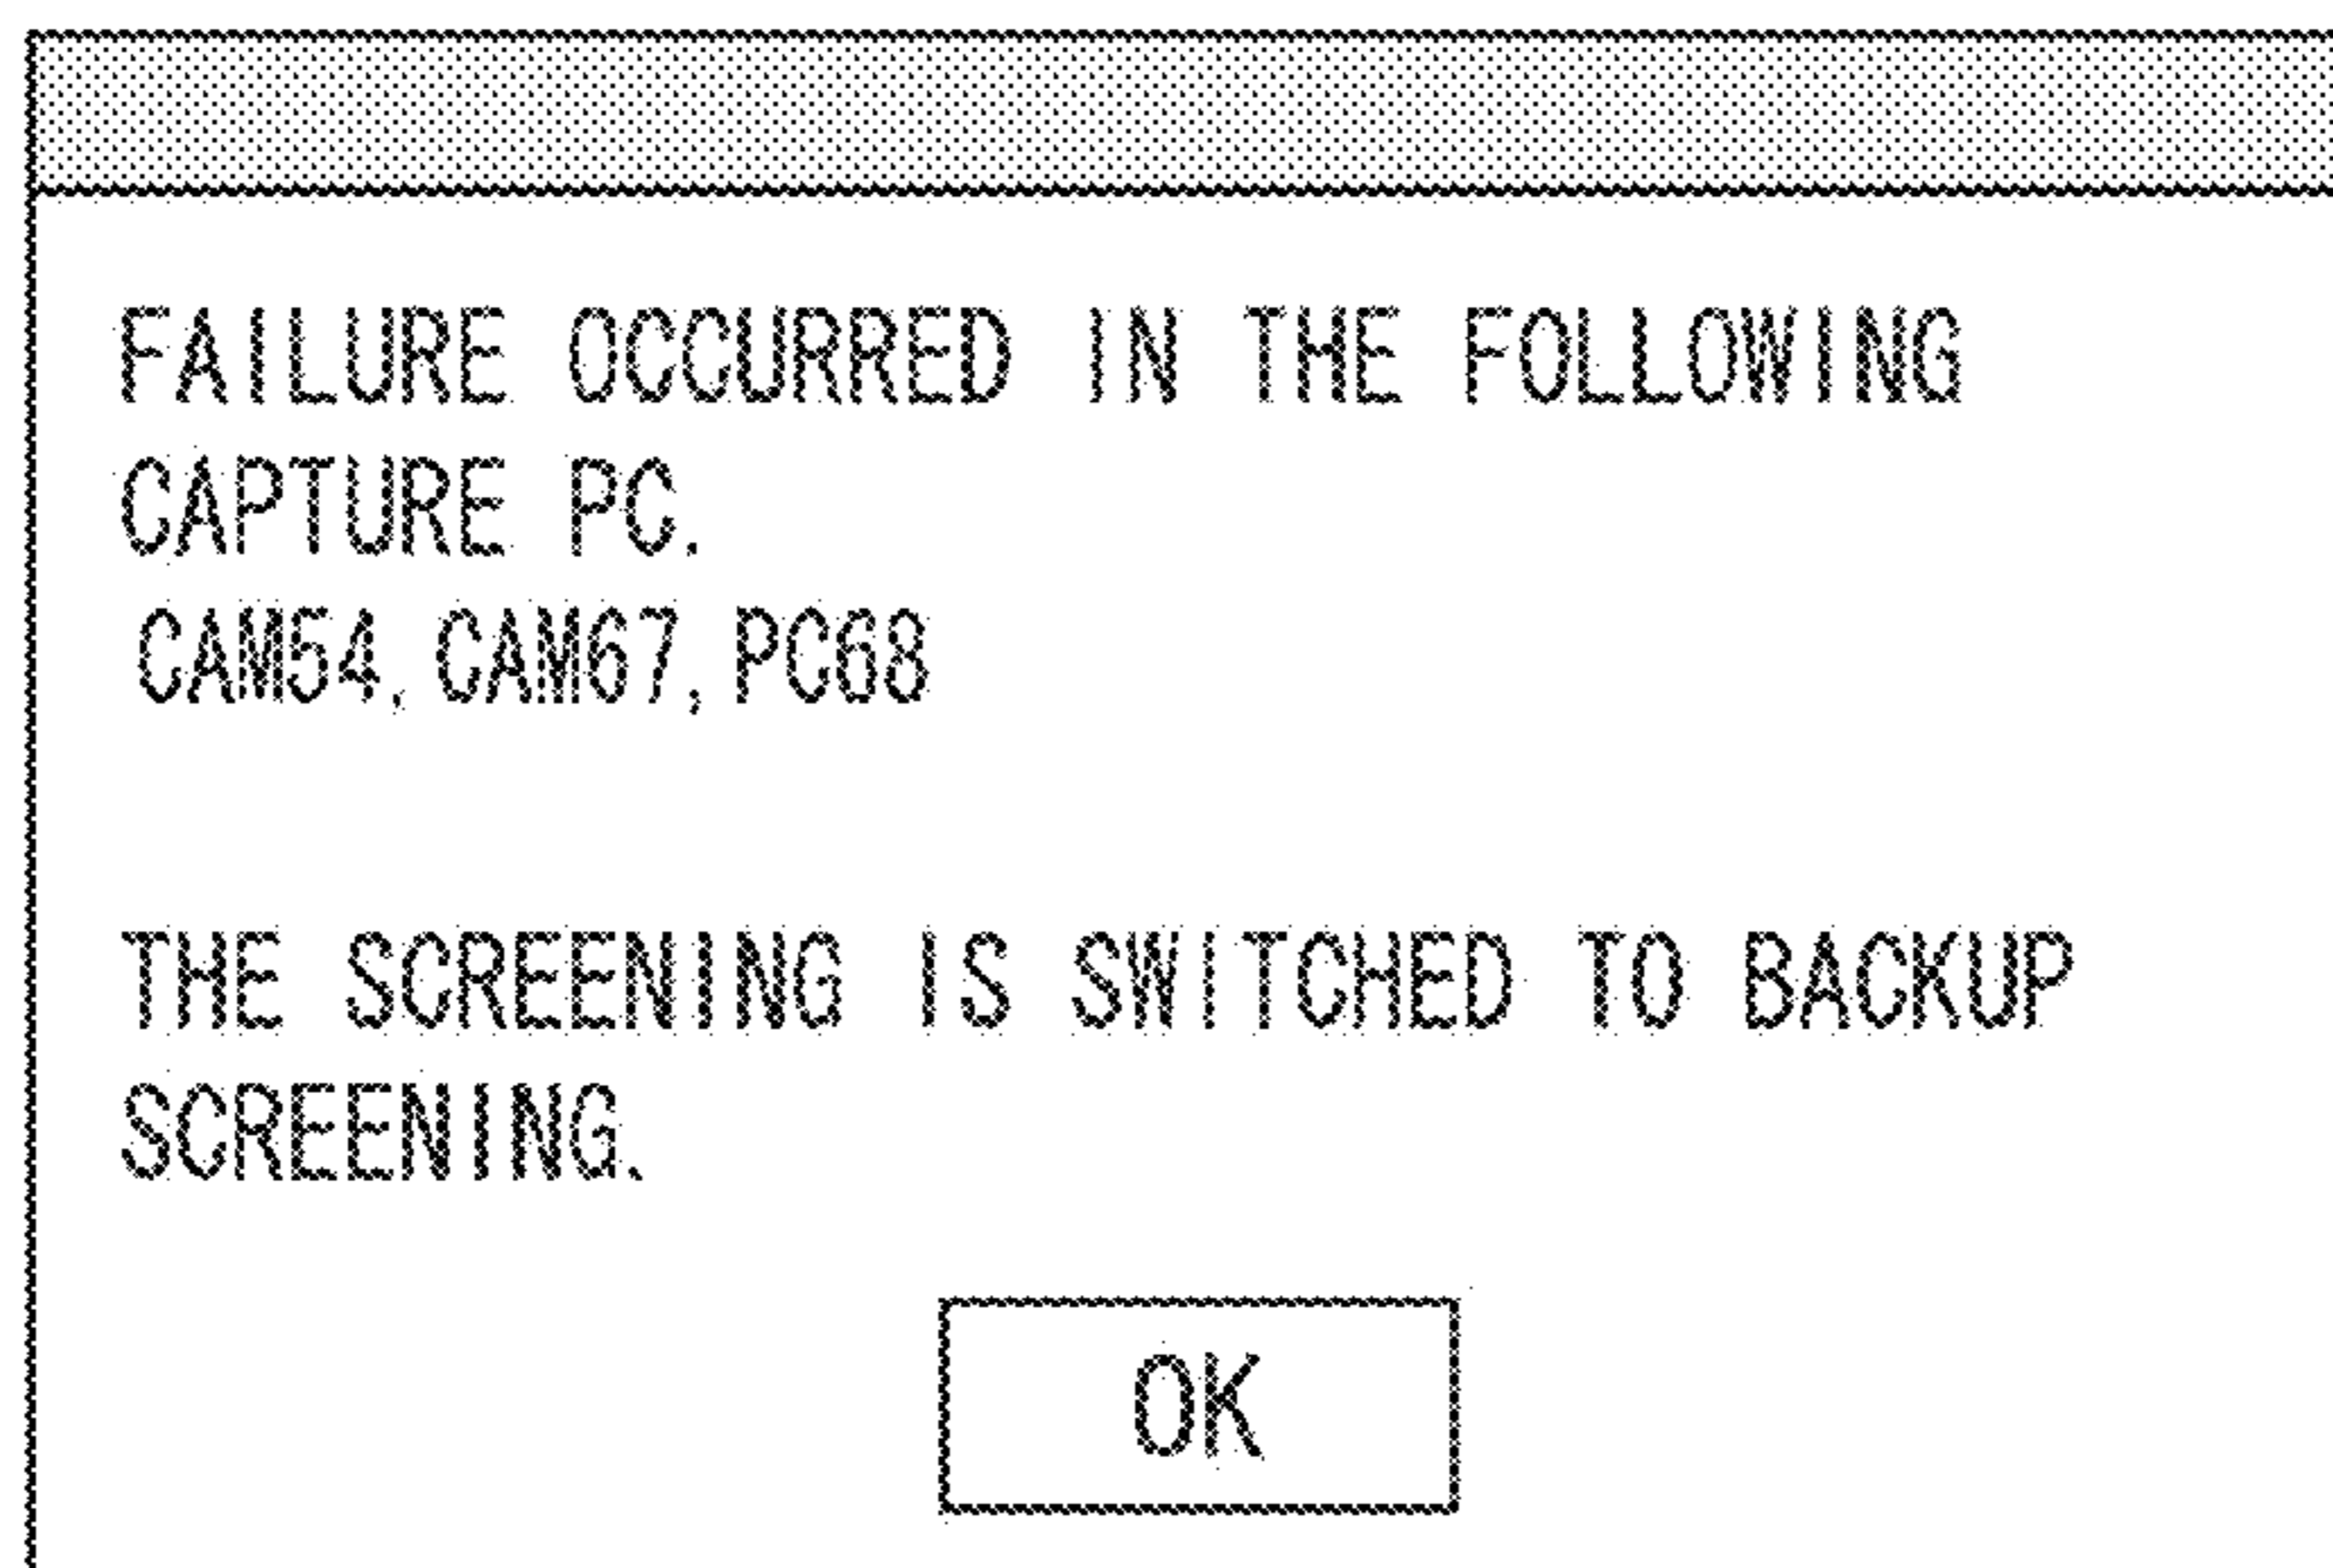 FAILURE OCCURRED IN THE FOLLOWING
CAPTURE PC.
CAM54, CAM67, PC68
THE SCREENING IS SWITCHED TO BACKUP
SCREENING.
OK